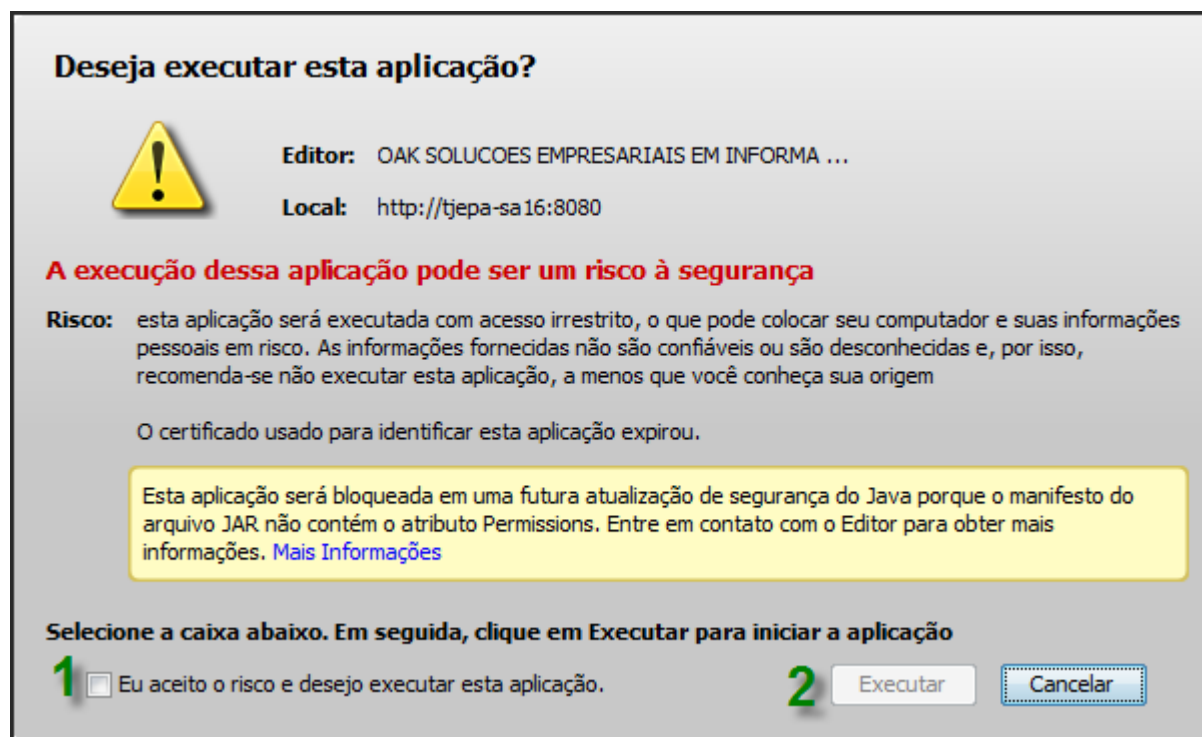 Deseja executar esta aplicação?
Editor: OAK SOLUCOES EMPRESARIAIS EM INFORMA ...
Local: http://tjepa-sa16:8080
A execução dessa aplicação pode ser um risco à segurança
Risco: esta aplicação será executada com acesso irrestrito, o que pode colocar seu computador e suas informações
pessoais em risco. As informações fornecidas não são confiáveis ou são desconhecidas e, por isso,
recomenda-se não executar esta aplicação, a menos que você conheça sua origem
O certificado usado para identificar esta aplicação expirou.
Esta aplicação será bloqueada em uma futura atualização de segurança do Java porque o manifesto do
arquivo JAR não contém o atributo Permissions. Entre em contato com o Editor para obter mais
informações. Mais Informações
Selecione a caixa abaixo. Em seguida, clique em Executar para iniciar a aplicação
1 Eu aceito o risco e desejo executar esta aplicação. 2 Executar Cancelar